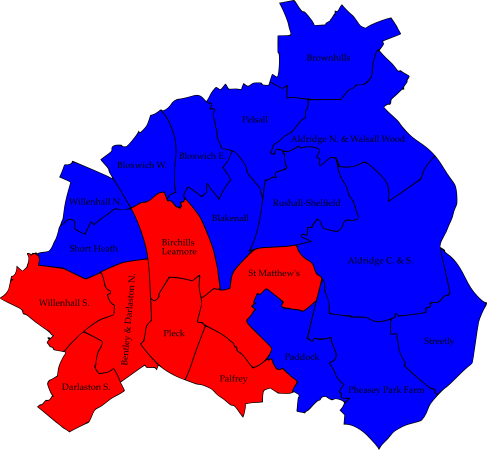 Brownhills
Pelsall
Aldridge N. & Walsall Wood
Bloxwich E.
Bloxwich W.
Willenhall N.
Blakenall
Rushall-Shelfield
Short Heath
Birchills
Leamore
Aldridge C. & S.
St Matthew's
Willenhall S.
Bentley & Darlaston N.
Pleck
Streetly
Paddock
Palfrey
Darlaston S.
Pheasey Park Farm